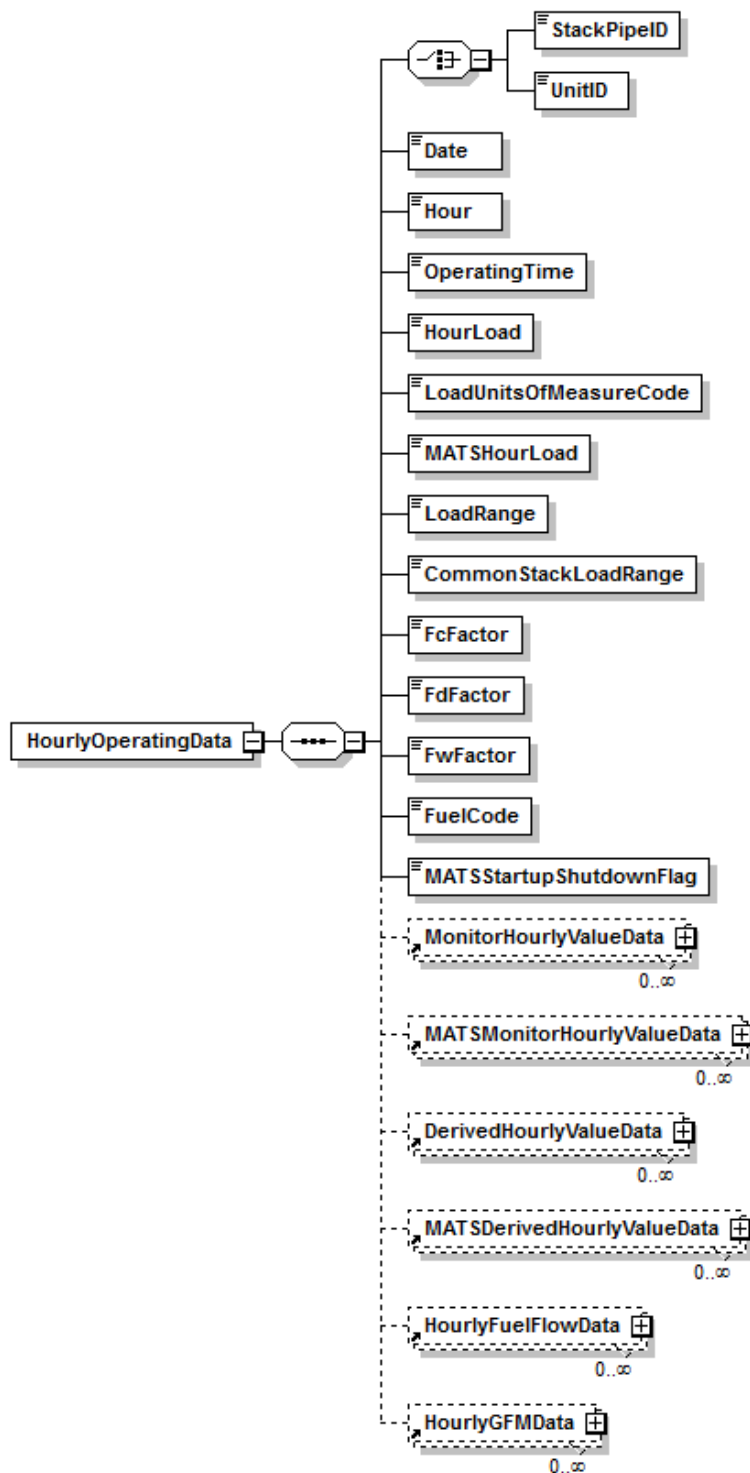 StackPipeID
UnitID
Date
Hour
OperatingTime
HourLoad
LoadUnitsOfMeasureCode
MATSHourLoad
LoadRange
CommonStackLoadRange
FcFactor
FdFactor
HourlyOperatingData
FwFactor
FuelCode
MATSStartupShutdownFlag
MonitorHourlyValueData
0..∞
MATSMonitorHourlyValueData
0..∞
DerivedHourlyValueData
0..∞
MATSDerivedHourlyValueData
0..∞
HourlyFuelFlowData
0..∞
HourlyGFMData
0..∞